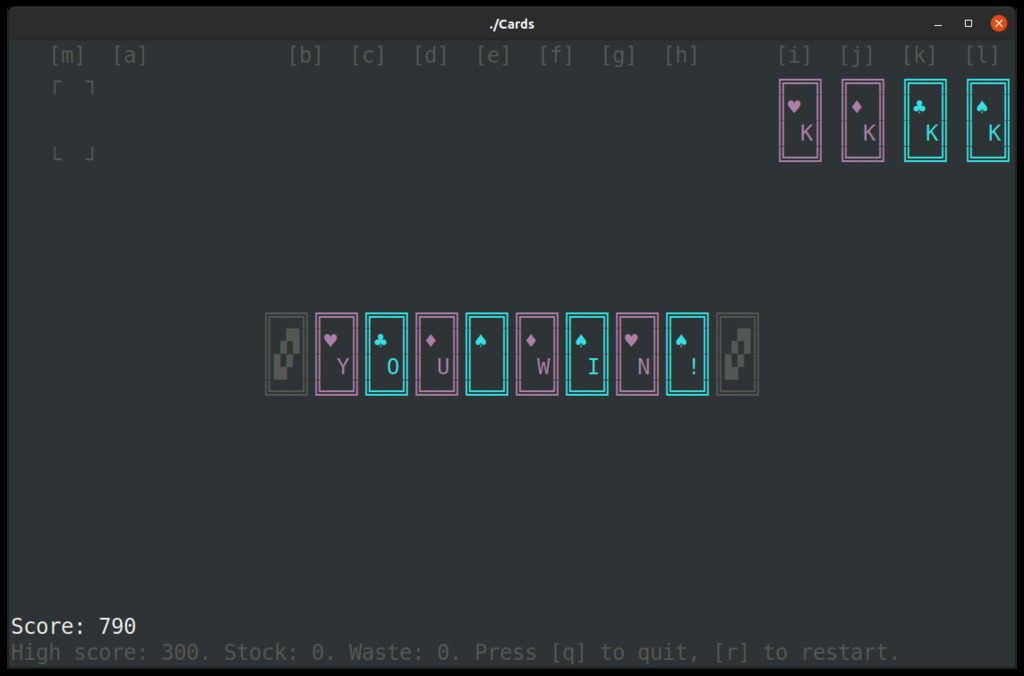 ./Cards
[m] [a] [b] [c] [d] [e] [f] [g] [h] [i] [j] [k] [l]
♥ ♦ ♣ ♠
K K K K
♥ ♣ ♦ ♠ ♦ ♠ ♥ ♠
Y O U W I N !
Score: 790
High score: 300. Stock: 0. Waste: 0. Press [q] to quit, [r] to restart.